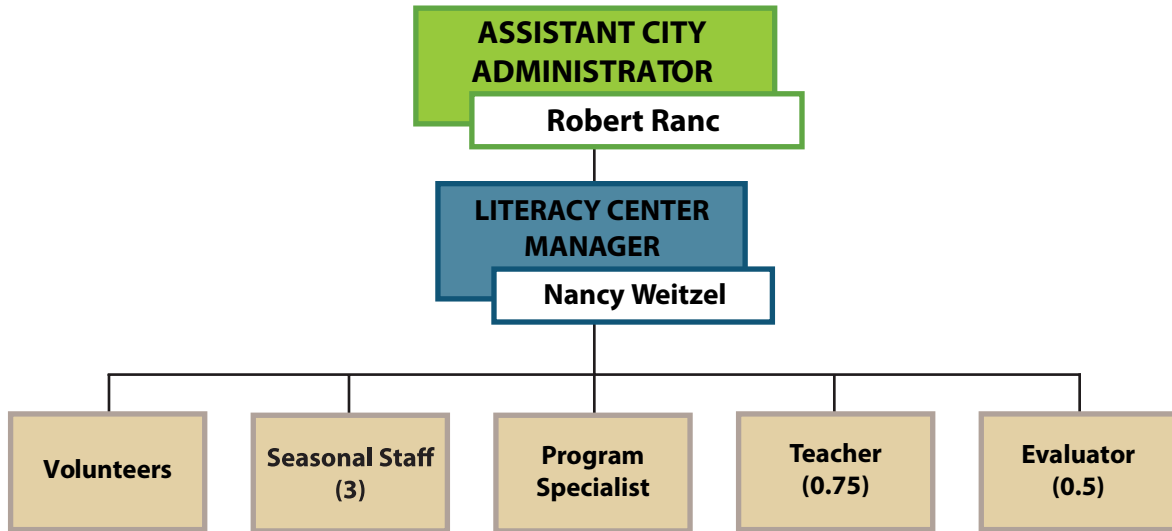 ASSISTANT CITY
ADMINISTRATOR
Robert Ranc
LITERACY CENTER
MANAGER
Nancy Weitzel
Volunteers
Seasonal Staff
(3)
Program
Specialist
Teacher
(0.75)
Evaluator
(0.5)